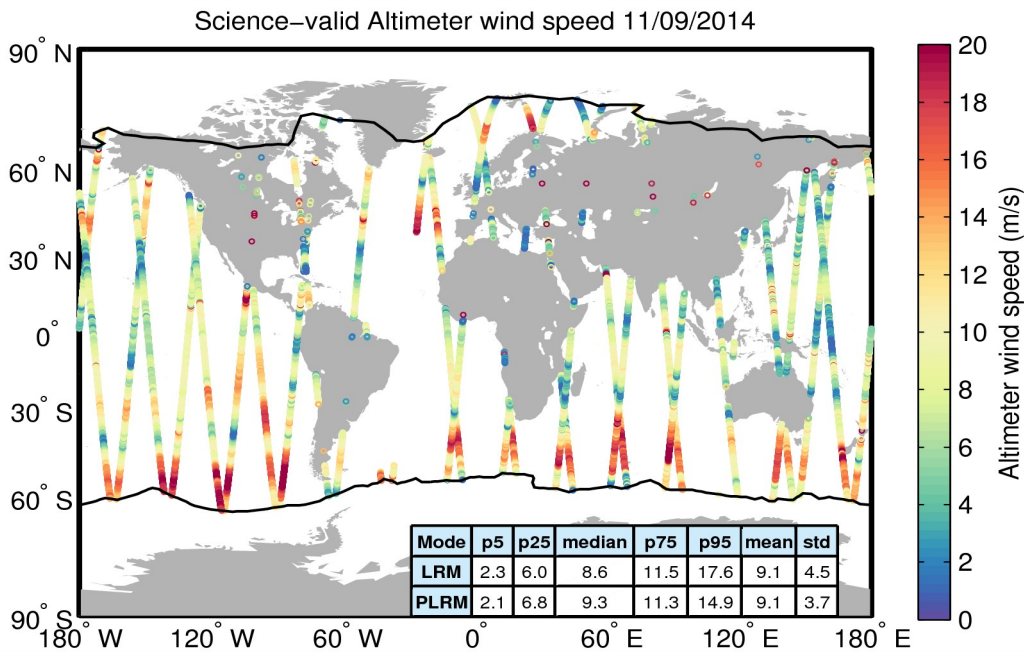 Science−valid Altimeter wind speed 11/09/2014
90° N
60° N
30° N
0°
30° S
60° S
90° S
180° W
120° W
60° W
0°
60° E
120° E
180° E
Mode p5 p25 median p75 p95 mean std
LRM 2.3 6.0 8.6 11.5 17.6 9.1 4.5
PLRM 2.1 6.8 9.3 11.3 14.9 9.1 3.7
20
18
16
14
12
10
8
6
4
2
0
Altimeter wind speed (m/s)